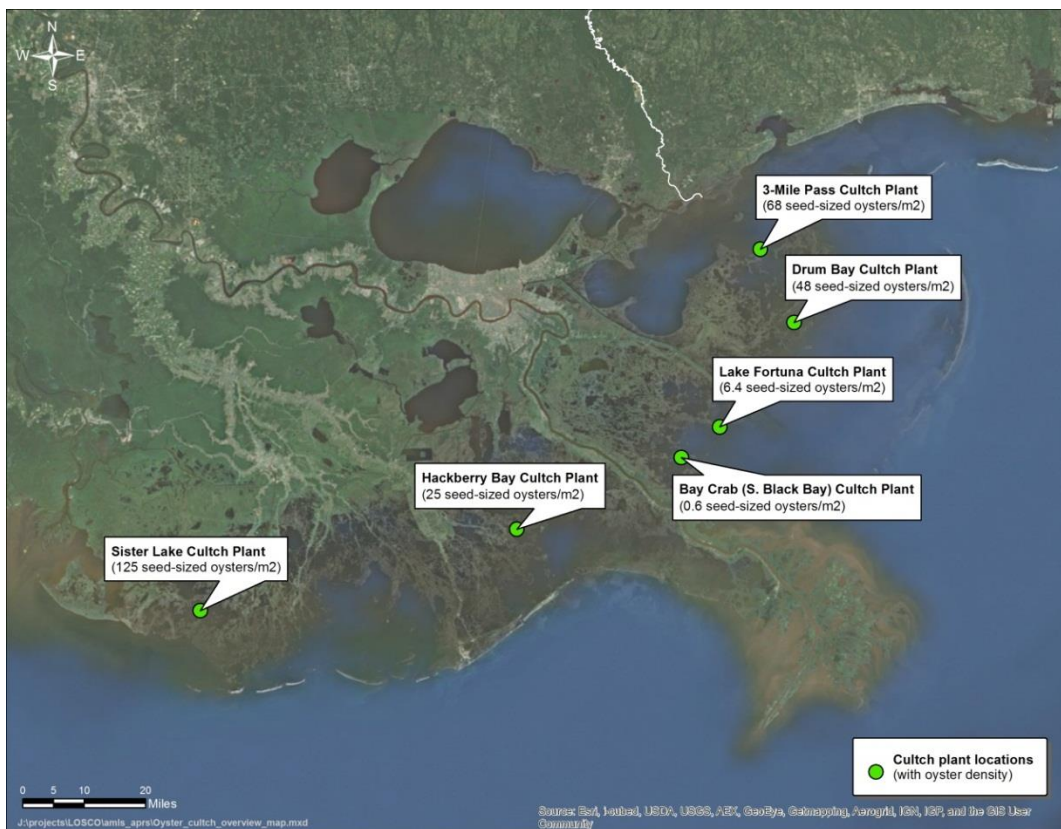 N
W E
S
3-Mile Pass Cultch Plant
(68 seed-sized oysters/m2)
Drum Bay Cultch Plant
(48 seed-sized oysters/m2)
Lake Fortuna Cultch Plant
(6.4 seed-sized oysters/m2)
Hackberry Bay Cultch Plant
(25 seed-sized oysters/m2)
Bay Crab (S. Black Bay) Cultch Plant
(0.6 seed-sized oysters/m2)
Sister Lake Cultch Plant
(125 seed-sized oysters/m2)
Cultch plant locations
(with oyster density)
0 5 10 20
Miles
J:\projects\LOSCO\amls_aprs\Oyster_cultch_overview_map.mxd
Source: Esri, i-cubed, USDA, USGS, AEX, GeoEye, Getmapping, Aerogrid, IGN, IGP, and the GIS User
Community